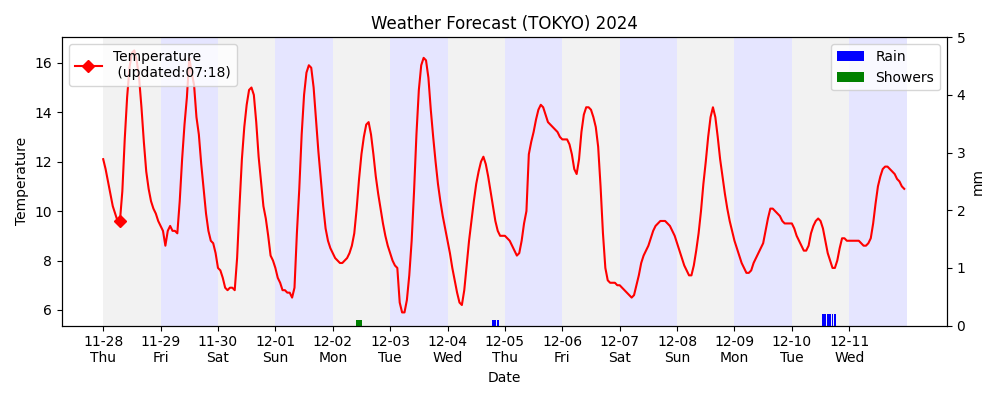 Weather Forecast (TOKYO) 2024
Temperature
(updated:07:18)
Rain
Showers
Temperature
16
14
12
10
8
6
5
4
3
2
1
0
mm
11-28 11-29 11-30 12-01 12-02 12-03 12-04 12-05 12-06 12-07 12-08 12-09 12-10 12-11
Thu Fri Sat Sun Mon Tue Wed Thu Fri Sat Sun Mon Tue Wed
Date